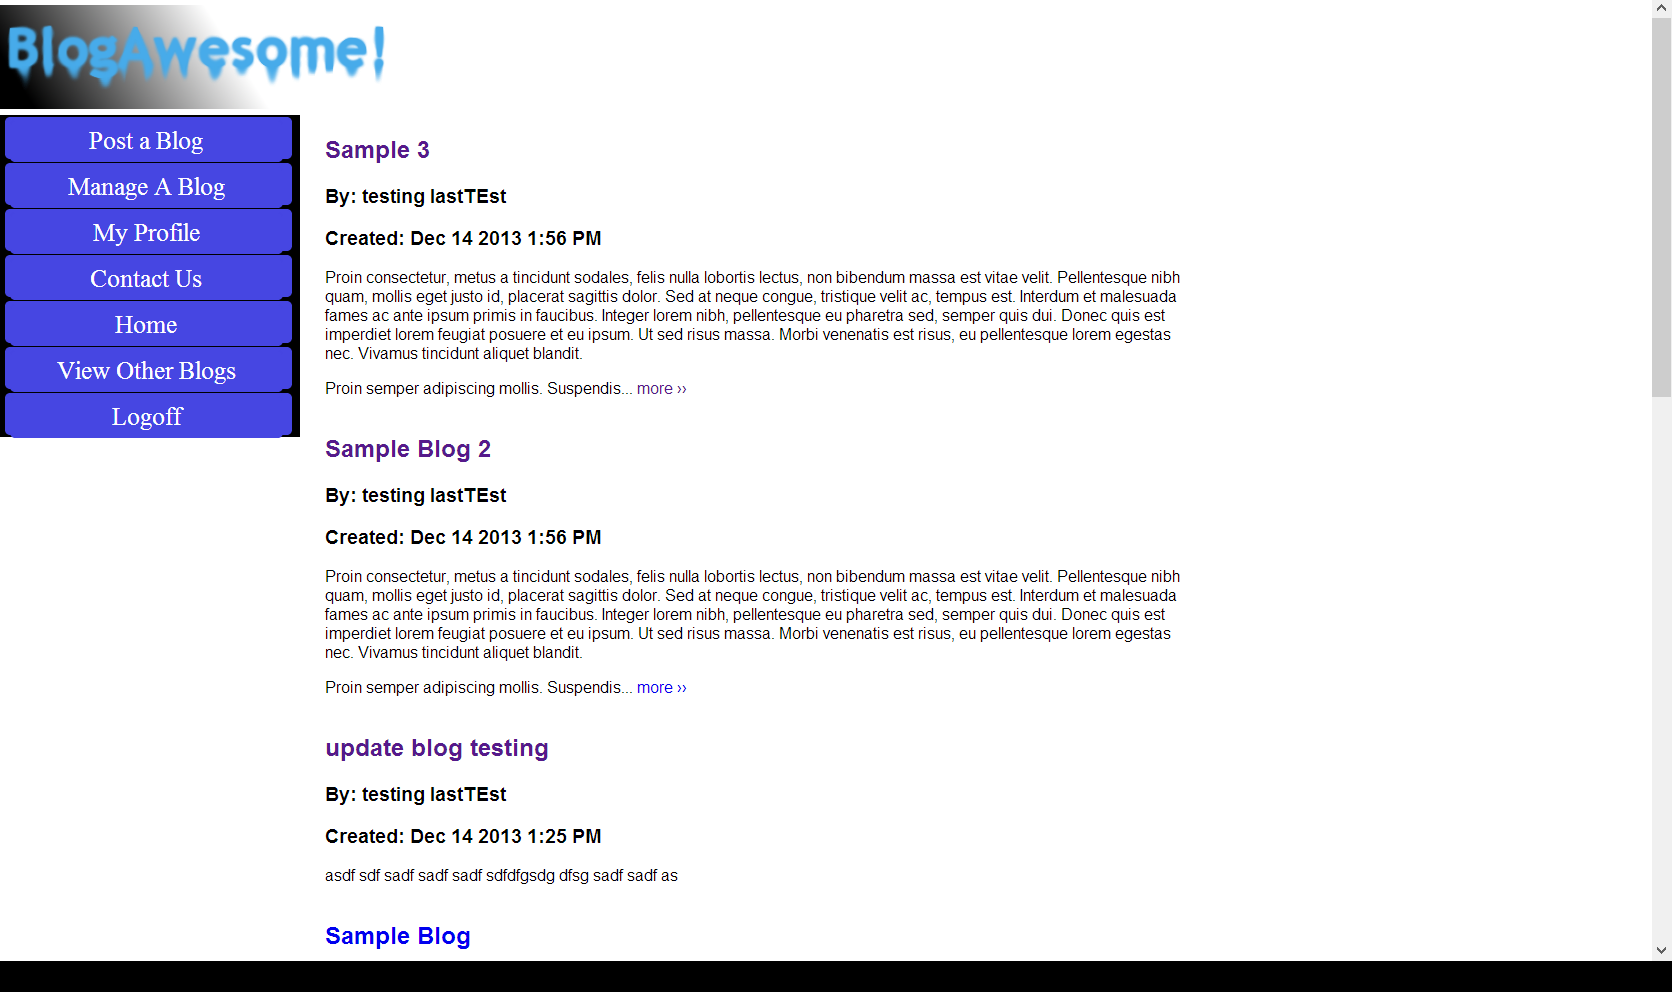 BlogAwesome!
Post a Blog
Manage A Blog
My Profile
Contact Us
Home
View Other Blogs
Logoff
Sample 3
By: testing lastTEst
Created: Dec 14 2013 1:56 PM
Proin consectetur, metus a tincidunt sodales, felis nulla lobortis lectus, non bibendum massa est vitae velit. Pellentesque nibh
quam, mollis eget justo id, placerat sagittis dolor. Sed at neque congue, tristique velit ac, tempus est. Interdum et malesuada
fames ac ante ipsum primis in faucibus. Integer lorem nibh, pellentesque eu pharetra sed, semper quis dui. Donec quis est
imperdiet lorem feugiat posuere et eu ipsum. Ut sed risus massa. Morbi venenatis est risus, eu pellentesque lorem egestas
nec. Vivamus tincidunt aliquet blandit.
Proin semper adipiscing mollis. Suspendis... more ››
Sample Blog 2
By: testing lastTEst
Created: Dec 14 2013 1:56 PM
Proin consectetur, metus a tincidunt sodales, felis nulla lobortis lectus, non bibendum massa est vitae velit. Pellentesque nibh
quam, mollis eget justo id, placerat sagittis dolor. Sed at neque congue, tristique velit ac, tempus est. Interdum et malesuada
fames ac ante ipsum primis in faucibus. Integer lorem nibh, pellentesque eu pharetra sed, semper quis dui. Donec quis est
imperdiet lorem feugiat posuere et eu ipsum. Ut sed risus massa. Morbi venenatis est risus, eu pellentesque lorem egestas
nec. Vivamus tincidunt aliquet blandit.
Proin semper adipiscing mollis. Suspendis... more ››
update blog testing
By: testing lastTEst
Created: Dec 14 2013 1:25 PM
asdf sdf sadf sadf sadf sdfdfgsdg dfsg sadf sadf as
Sample Blog